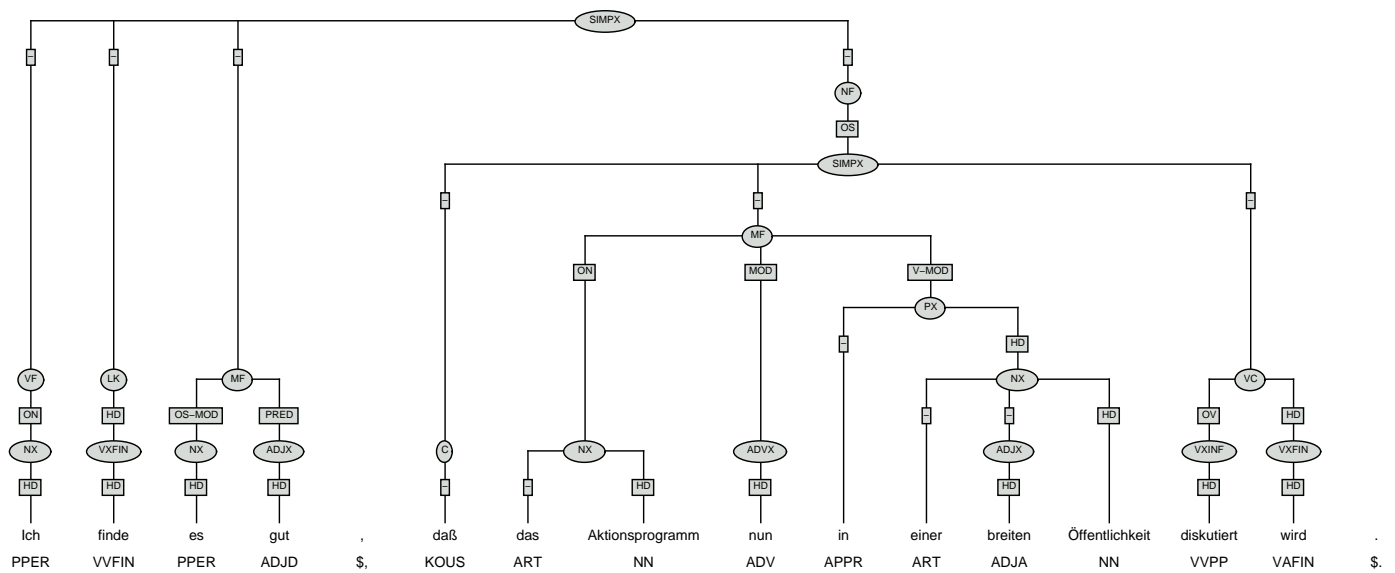 SIMPX
– – – –
NF
OS
SIMPX
– – –
MF
ON MOD V–MOD
PX
– HD
VF LK MF NX VC
ON HD OS–MOD PRED – – HD OV HD
NX VXFIN NX ADJX C NX ADVX ADJX VXINF VXFIN
HD HD HD HD – – HD HD HD HD HD
Ich finde es gut , daß das Aktionsprogramm nun in einer breiten Öffentlichkeit diskutiert wird .
PPER VVFIN PPER ADJD $, KOUS ART NN ADV APPR ART ADJA NN VVPP VAFIN $.